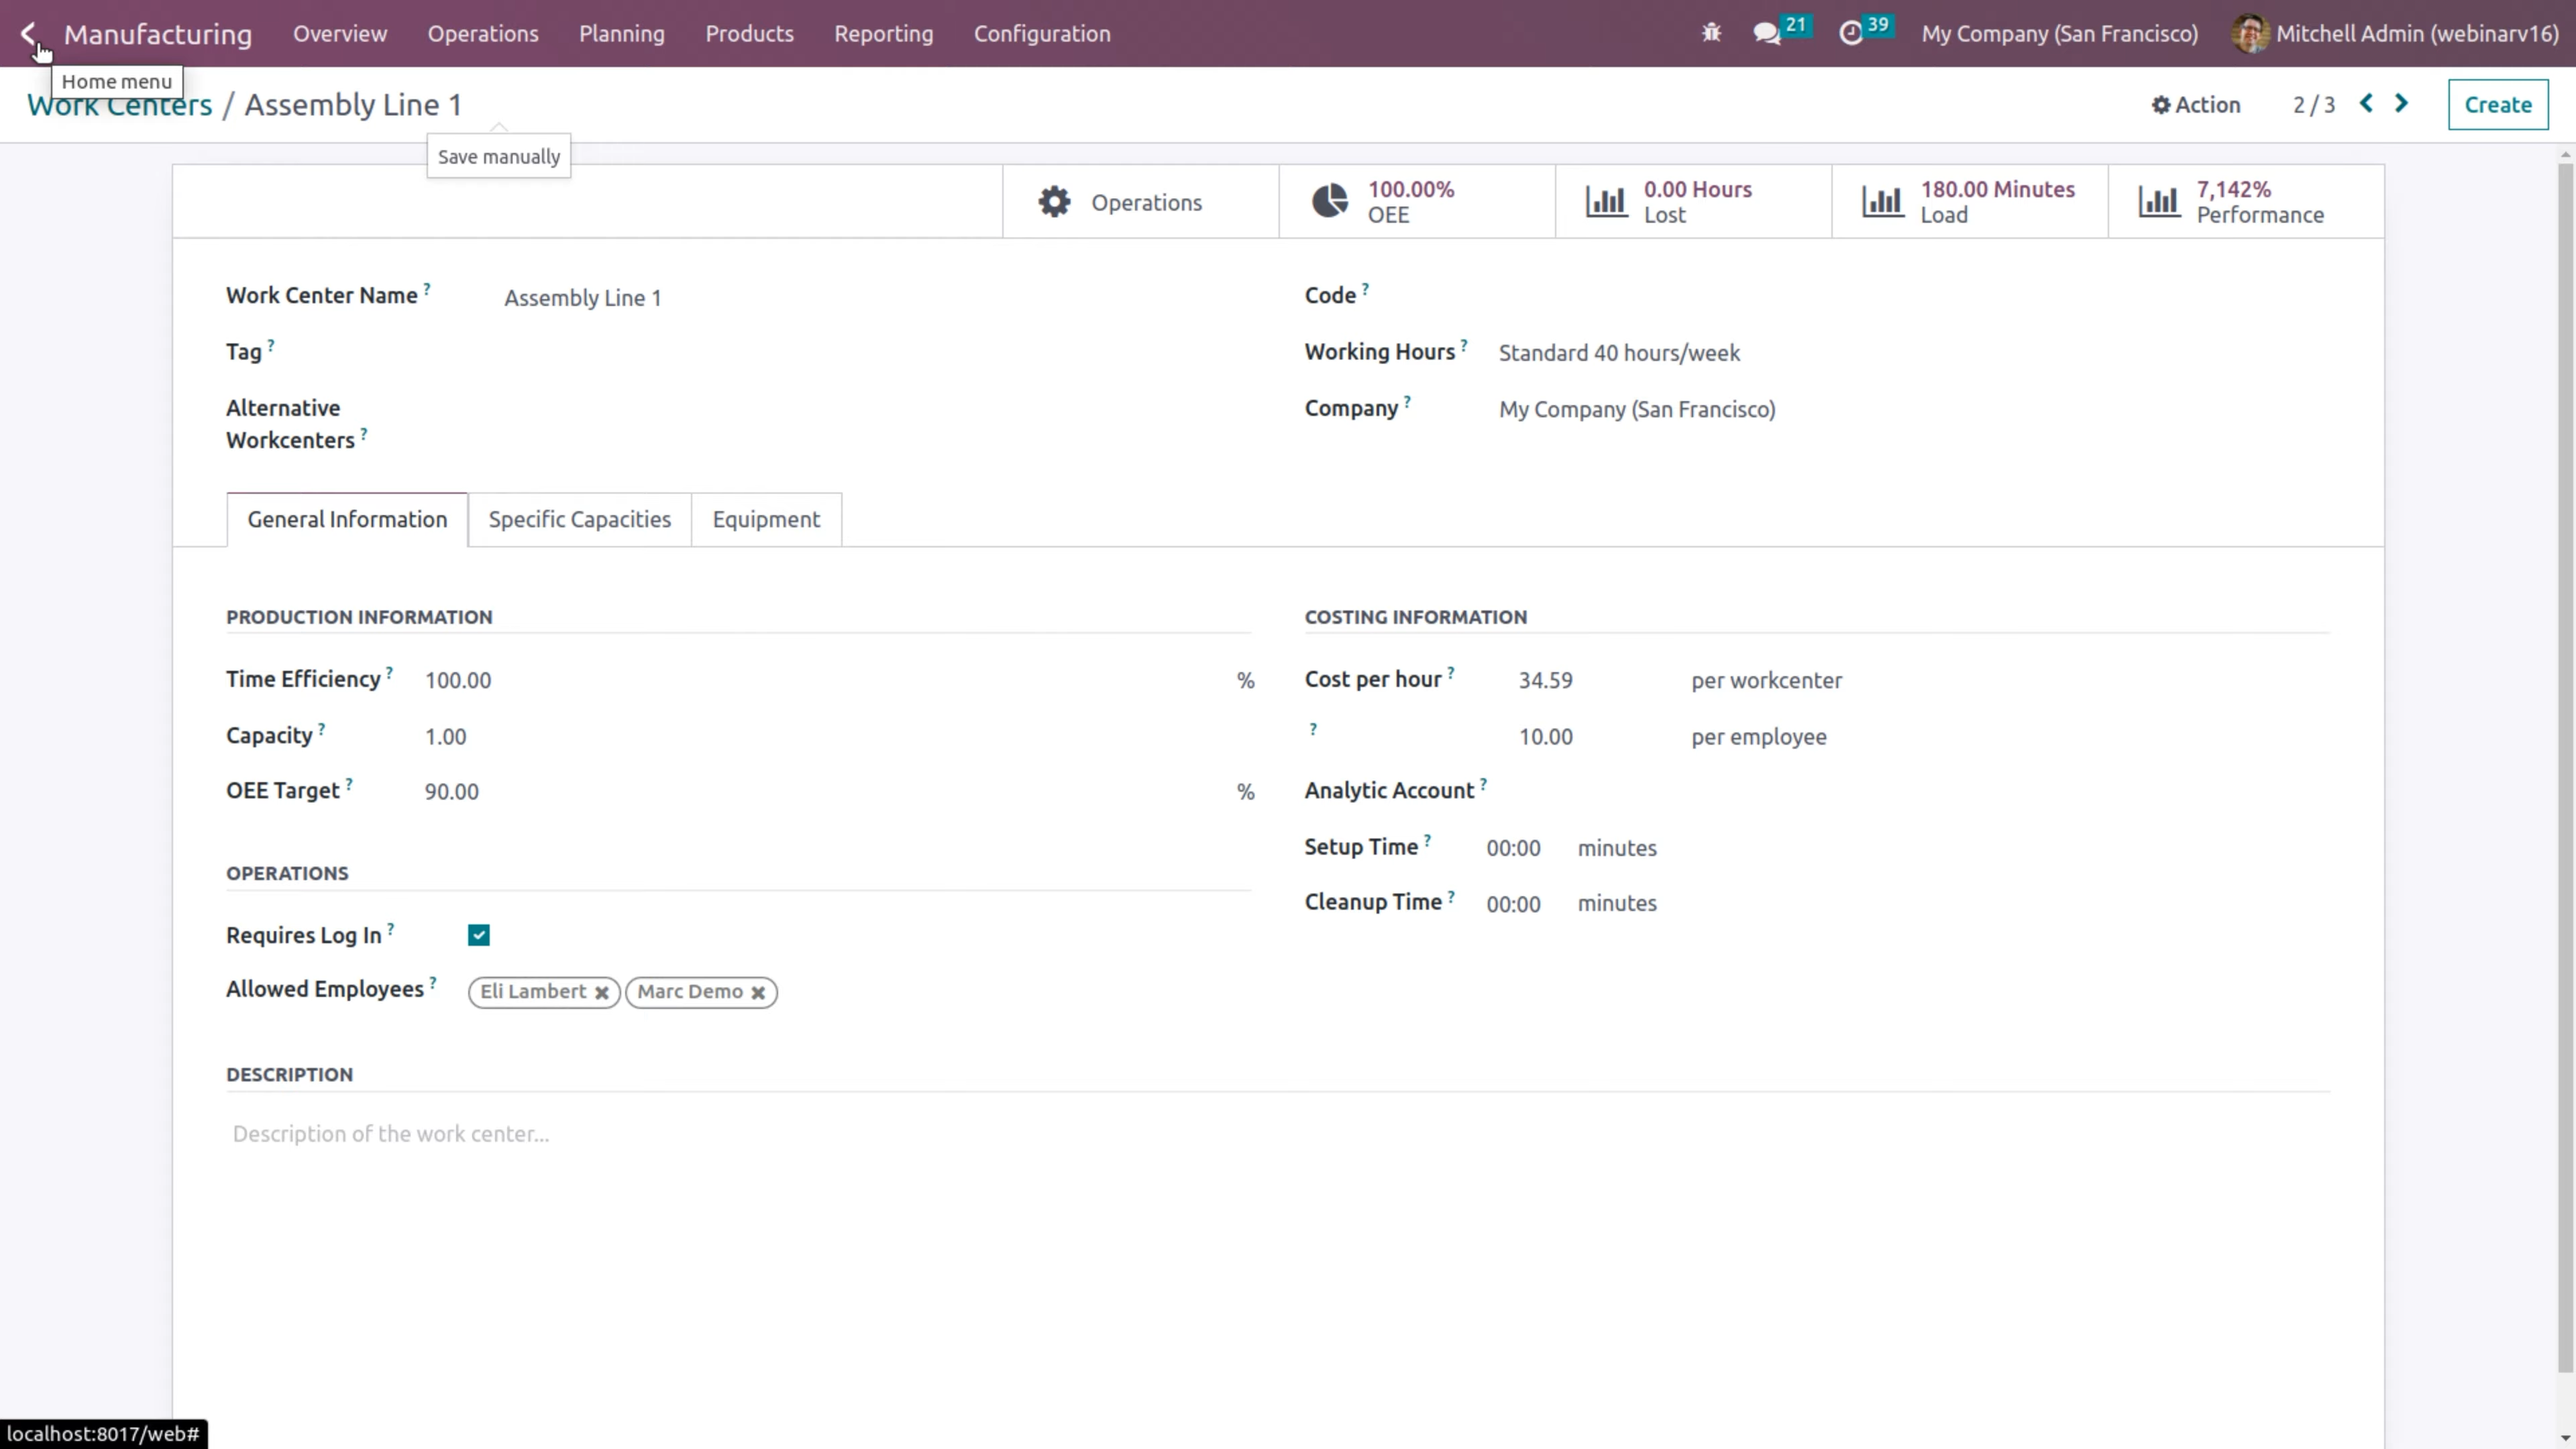 Manufacturing Overview Operations Planning Products Reporting Configuration 21 39 My Company (San Francisco) Mitchell Admin (webinarv16)
Home menu
Work Centers / Assembly Line 1 Action 2 / 3 Create
Save manually
Operations
100.00%
OEE
0.00 Hours
Lost
180.00 Minutes
Load
7,142%
Performance
Work Center Name ? Assembly Line 1
Code ?
Tag ?
Working Hours ? Standard 40 hours/week
Alternative
Workcenters ?
Company ? My Company (San Francisco)
General Information Specific Capacities Equipment
PRODUCTION INFORMATION
Time Efficiency ? 100.00 %
Capacity ? 1.00
OEE Target ? 90.00 %
COSTING INFORMATION
Cost per hour ? 34.59 per workcenter
? 10.00 per employee
Analytic Account ?
Setup Time ? 00:00 minutes
Cleanup Time ? 00:00 minutes
OPERATIONS
Requires Log In ?
Allowed Employees ? Eli Lambert Marc Demo
DESCRIPTION
Description of the work center...
localhost:8017/web#